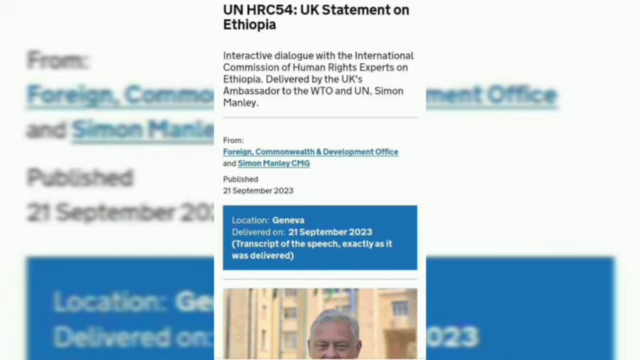 UN HRC54: UK Statement on
Ethiopia
Interactive dialogue with the International
Commission of Human Rights Experts on
Ethiopia. Delivered by the UK's
Ambassador to the WTO and UN, Simon
Manley.
From:
Foreign, Commonwealth & Development Office
and Simon Manley CMG
Published
21 September 2023
Location: Geneva
Delivered on: 21 September 2023
(Transcript of the speech, exactly as it
was delivered)